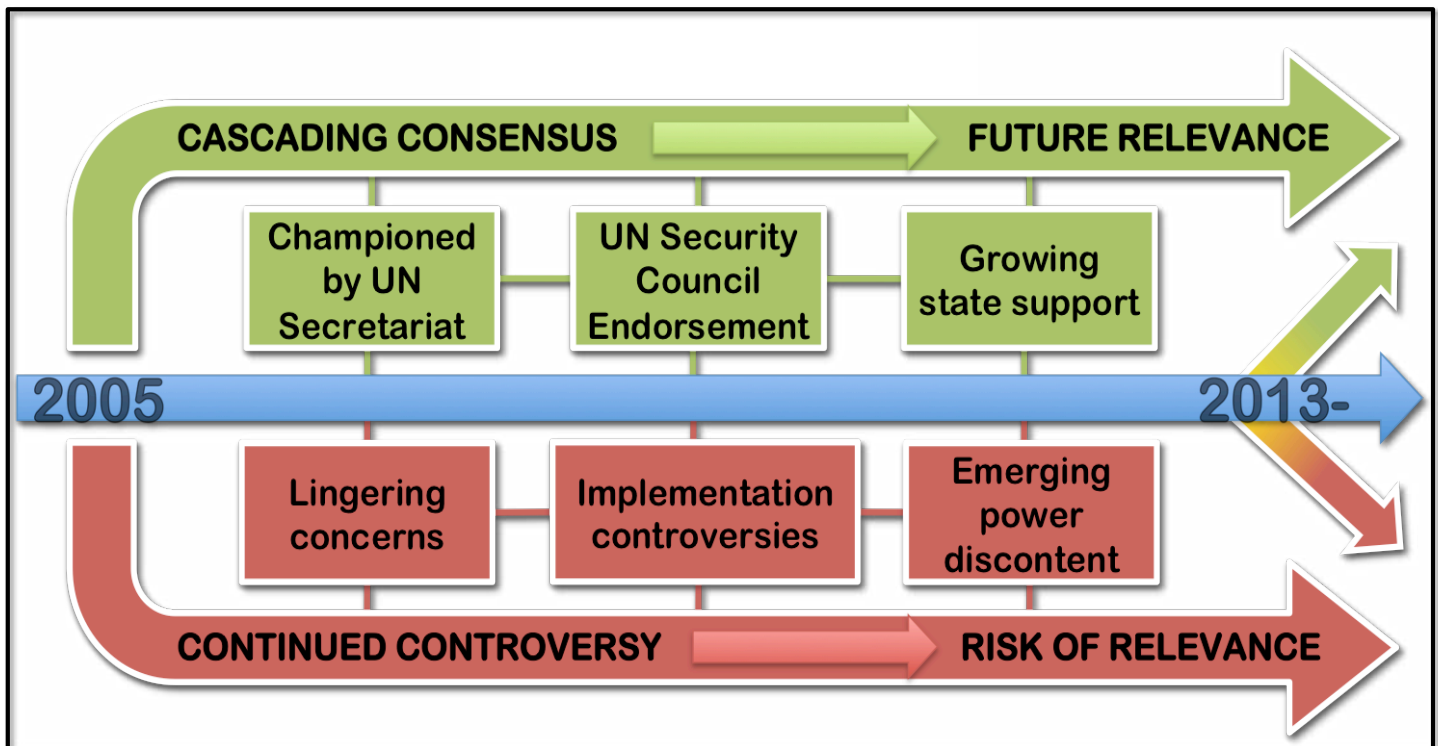 CASCADING CONSENSUS
FUTURE RELEVANCE
Championed
by UN
Secretariat
UN Security
Council
Endorsement
Growing
state support
2005
2013-
Lingering
concerns
Implementation
controversies
Emerging
power
discontent
CONTINUED CONTROVERSY
RISK OF RELEVANCE